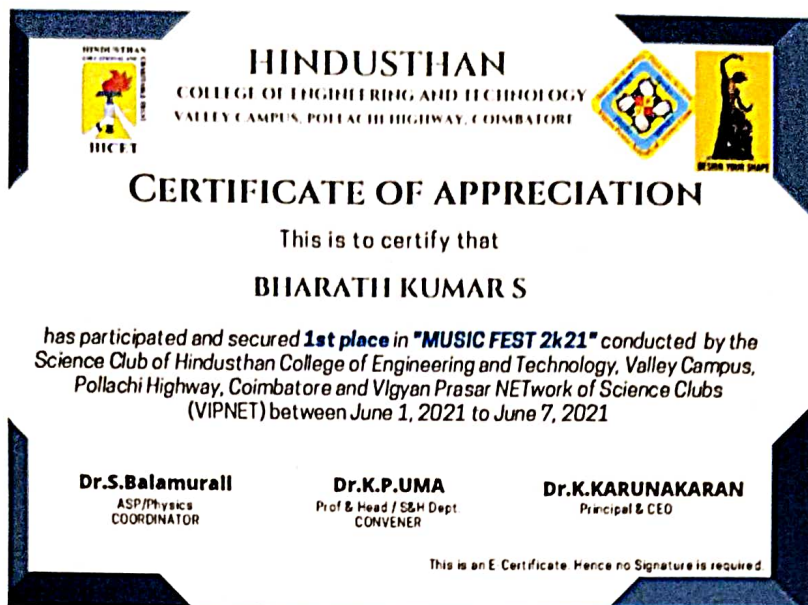 HINDUSTHAN
HICET
HINDUSTHAN
COLLEGE OF ENGINEERING AND TECHNOLOGY
VALLEY CAMPUS, POLLACHI HIGHWAY, COIMBATORE
DESIGN YOUR SHAPE
CERTIFICATE OF APPRECIATION
This is to certify that
BHARATH KUMAR S
has participated and secured 1st place in "MUSIC FEST 2k21" conducted by the
Science Club of Hindusthan College of Engineering and Technology, Valley Campus,
Pollachi Highway, Coimbatore and VIgyan Prasar NETwork of Science Clubs
(VIPNET) between June 1, 2021 to June 7, 2021
Dr.S.Balamurali
ASP/Physics
COORDINATOR
Dr.K.P.UMA
Prof & Head / S&H Dept.
CONVENER
Dr.K.KARUNAKARAN
Principal & CEO
This is an E Certificate. Hence no Signature is required.